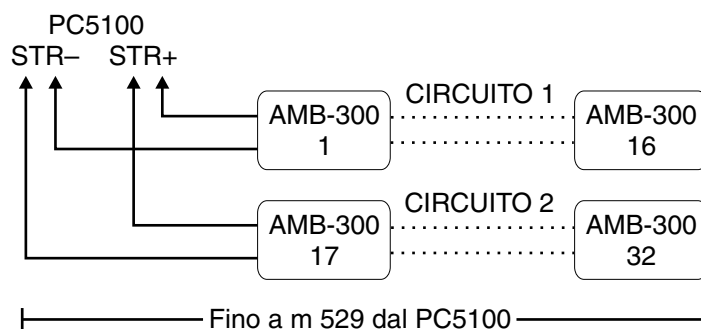 PC5100
STR– STR+
CIRCUITO 1
AMB-300
1
AMB-300
16
CIRCUITO 2
AMB-300
17
AMB-300
32
Fino a m 529 dal PC5100